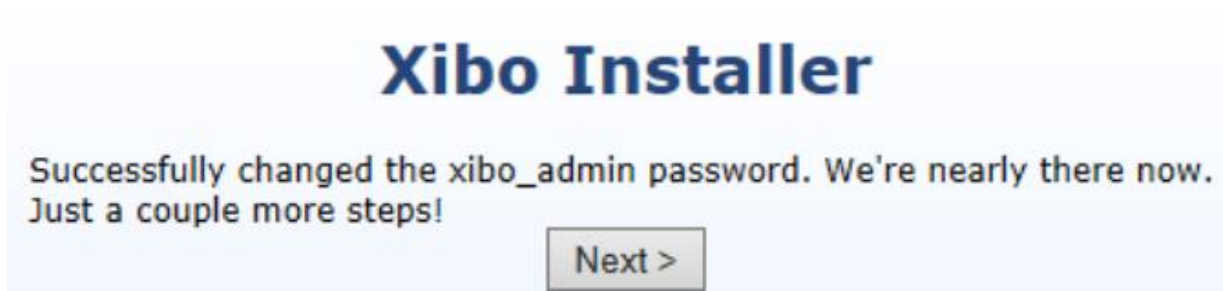 Xibo Installer
Successfully changed the xibo_admin password. We're nearly there now.
Just a couple more steps!
Next >